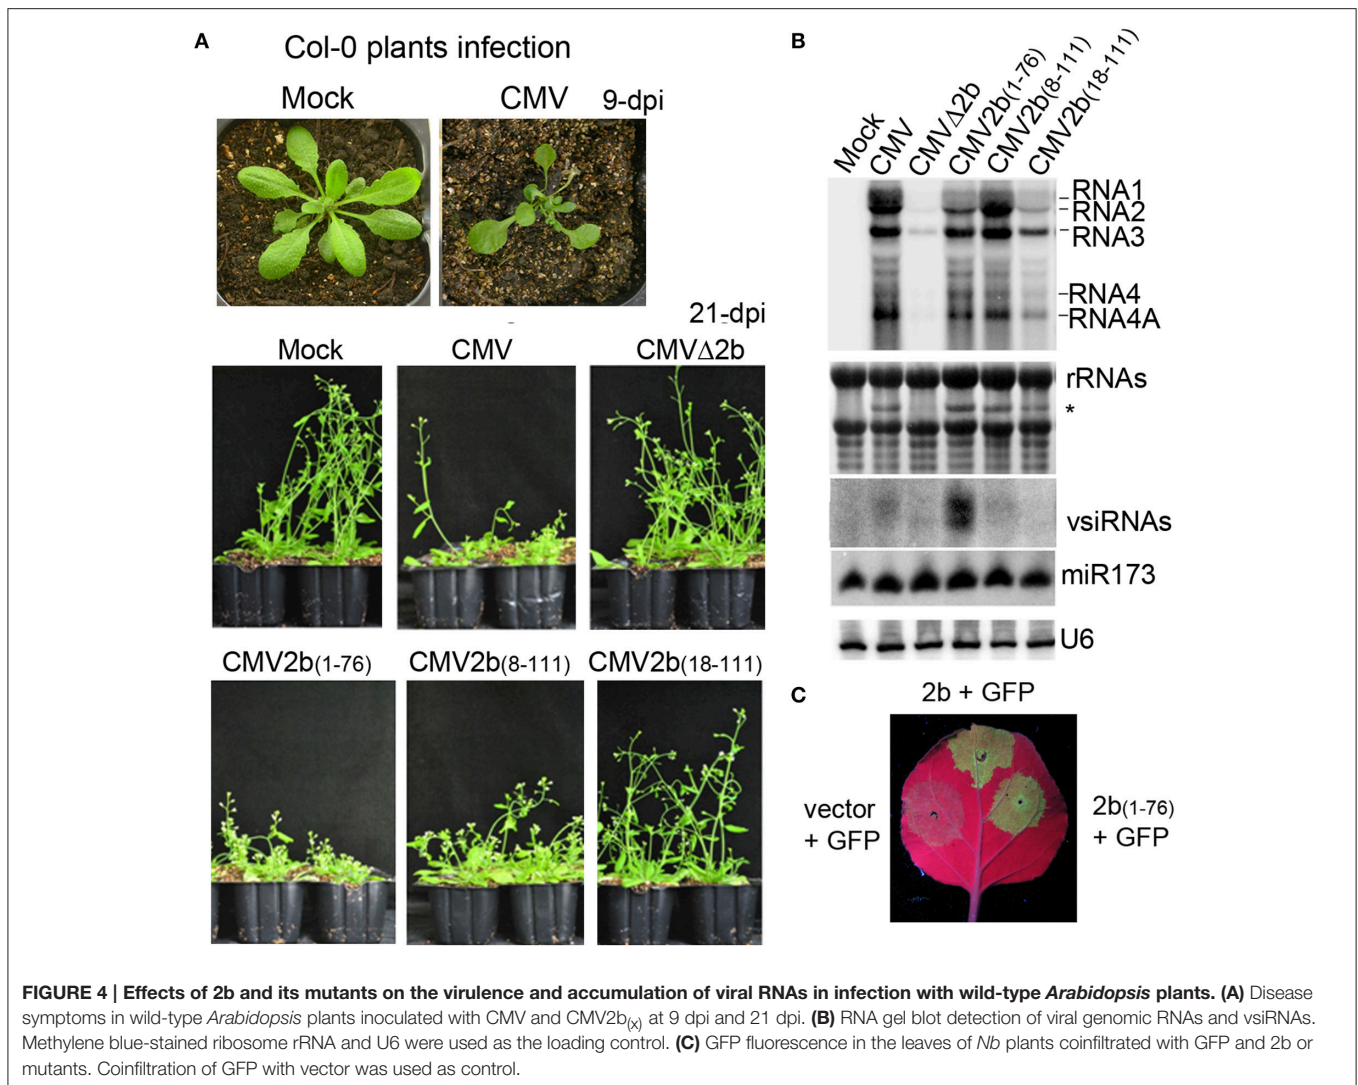 A
Col-0 plants infection
Mock
CMV
9-dpi
21-dpi
Mock
CMV
CMVΔ2b
CMV2b(1-76)
CMV2b(8-111)
CMV2b(18-111)
B
Mock
CMV
CMVΔ2b
CMV2b(1-76)
CMV2b(8-111)
CMV2b(18-111)
RNA1
RNA2
RNA3
RNA4
RNA4A
rRNAs
*
vsiRNAs
miR173
U6
C
2b + GFP
vector
+ GFP
2b(1-76)
+ GFP
FIGURE 4 | Effects of 2b and its mutants on the virulence and accumulation of viral RNAs in infection with wild-type Arabidopsis plants. (A) Disease
symptoms in wild-type Arabidopsis plants inoculated with CMV and CMV2b(x) at 9 dpi and 21 dpi. (B) RNA gel blot detection of viral genomic RNAs and vsiRNAs.
Methylene blue-stained ribosome rRNA and U6 were used as the loading control. (C) GFP fluorescence in the leaves of Nb plants coinfiltrated with GFP and 2b or
mutants. Coinfiltration of GFP with vector was used as control.